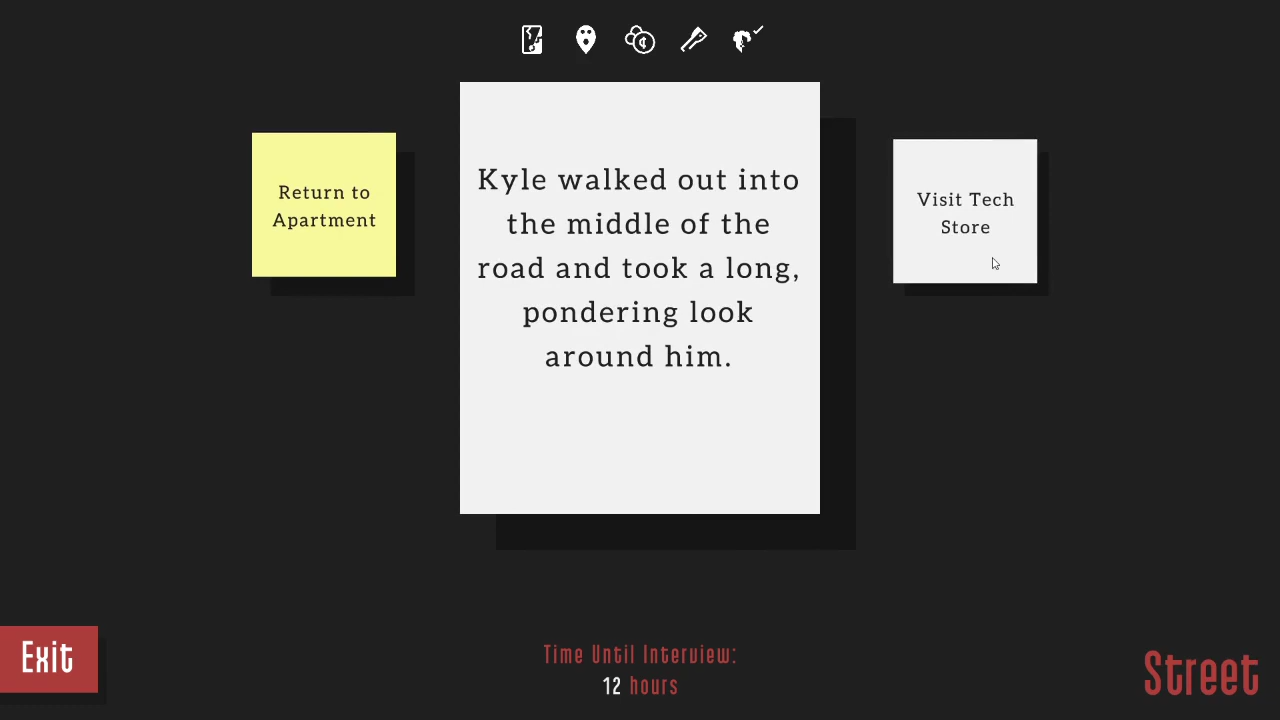 Kyle walked out into
the middle of the
road and took a long,
pondering look
around him.
Return to
Apartment
Visit Tech
Store
Exit
Time Until Interview:
12 hours
Street